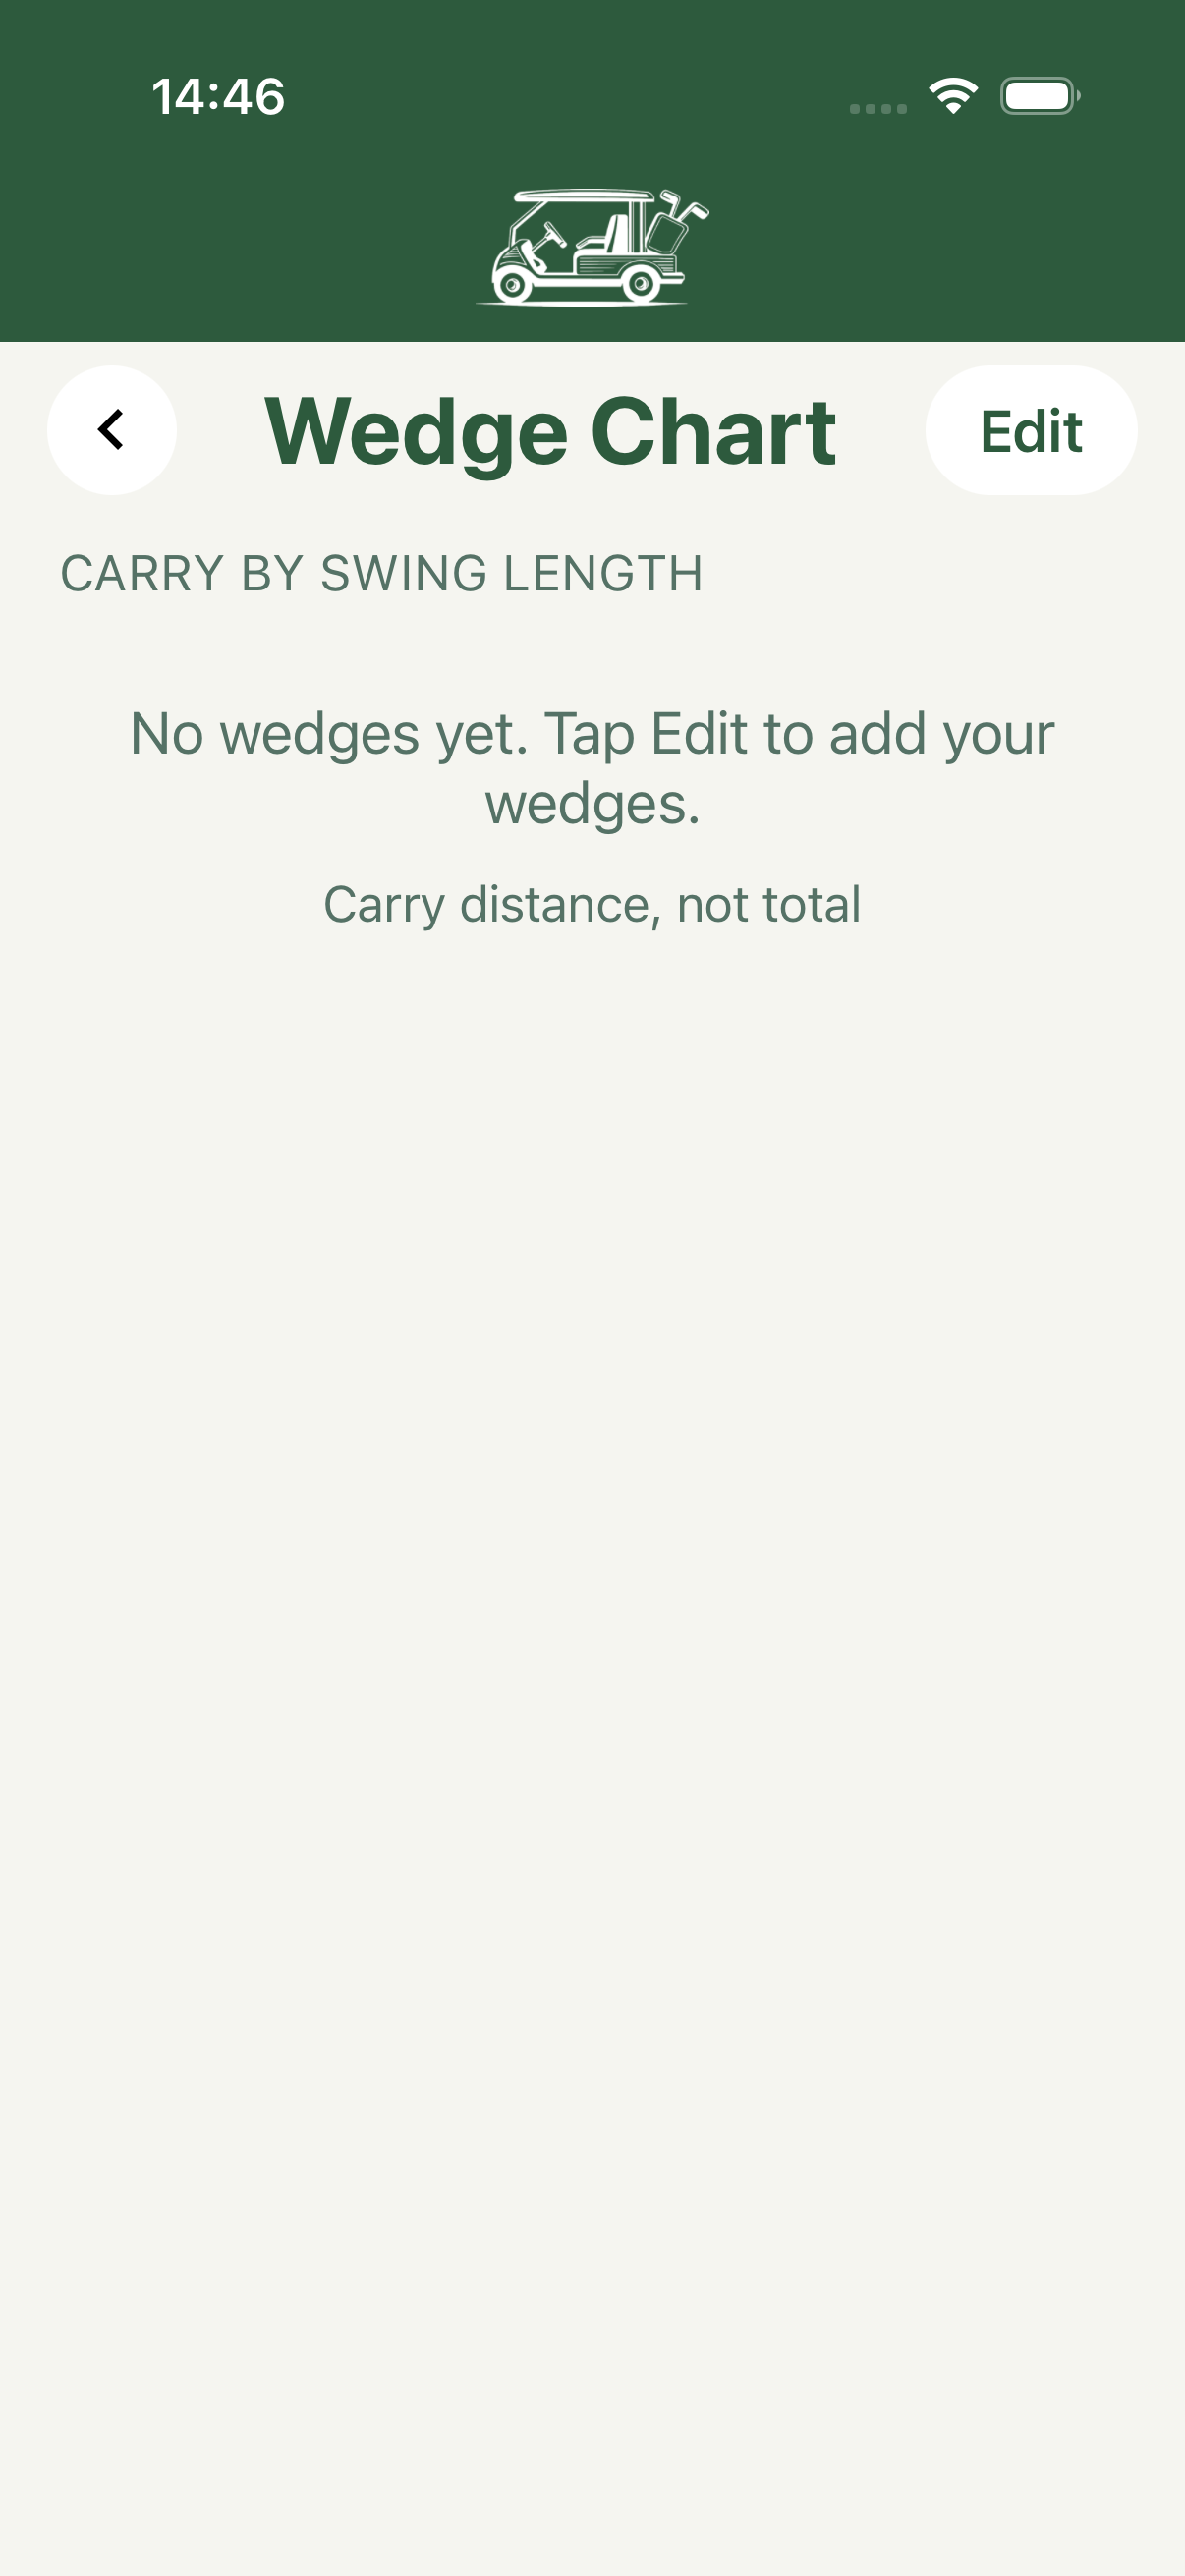 14:46
Wedge Chart
Edit
CARRY BY SWING LENGTH
No wedges yet. Tap Edit to add your
wedges.
Carry distance, not total